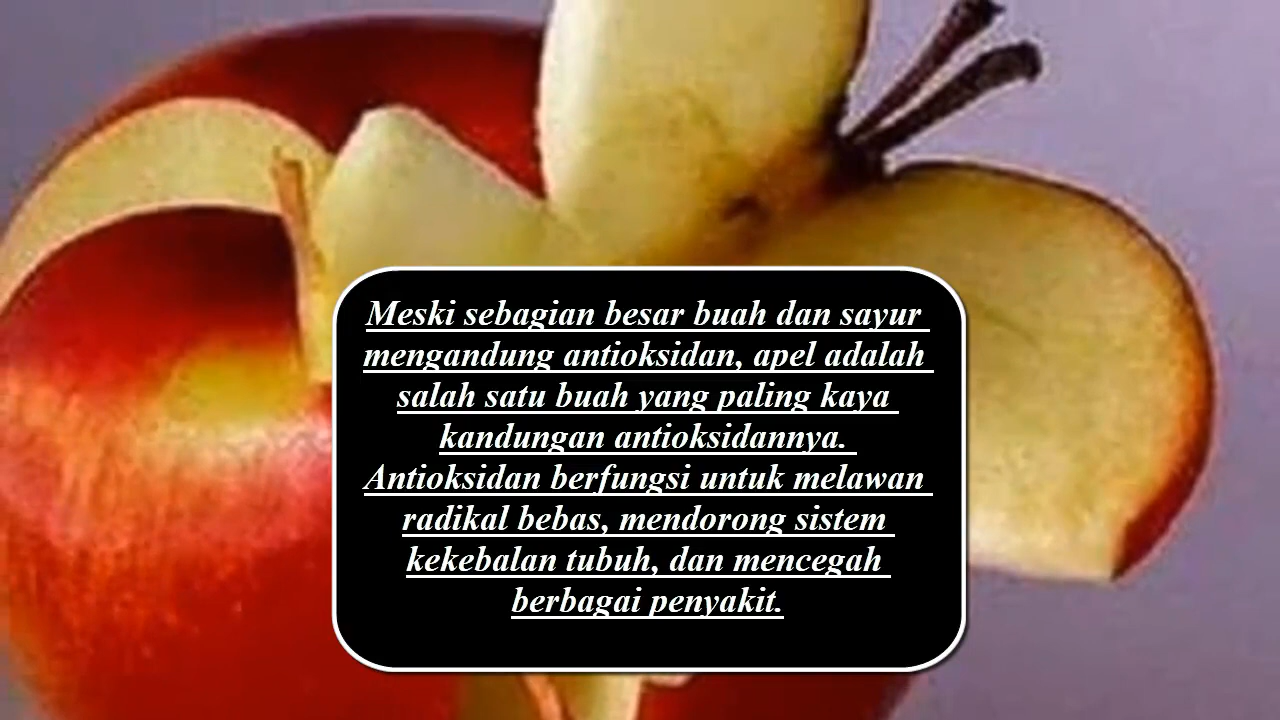 Meski sebagian besar buah dan sayur
mengandung antioksidan, apel adalah
salah satu buah yang paling kaya
kandungan antioksidannya.
Antioksidan berfungsi untuk melawan
radikal bebas, mendorong sistem
kekebalan tubuh, dan mencegah
berbagai penyakit.